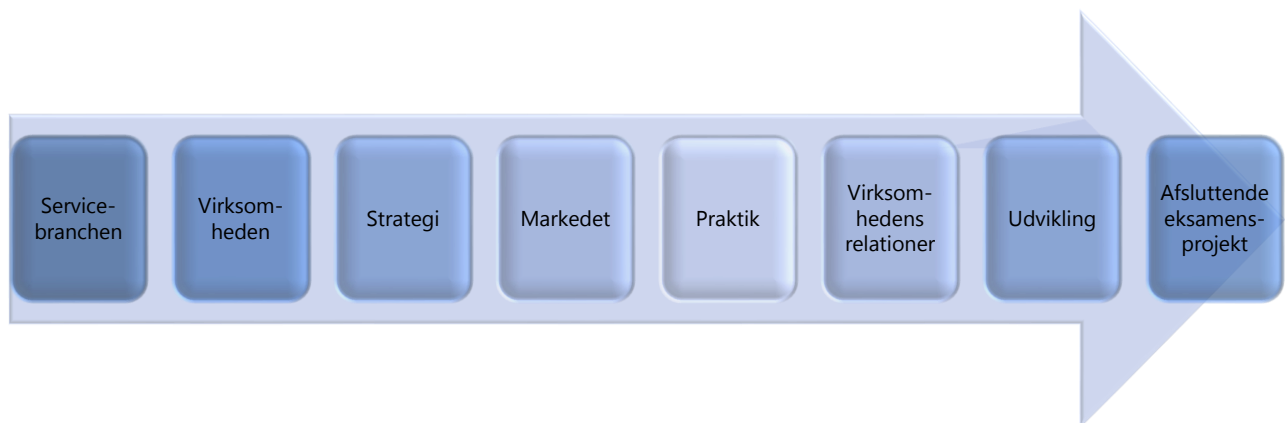 Service-
branchen
Virksom-
heden
Strategi
Markedet
Praktik
Virksom-
hedens
relationer
Udvikling
Afsluttende
eksamens-
projekt